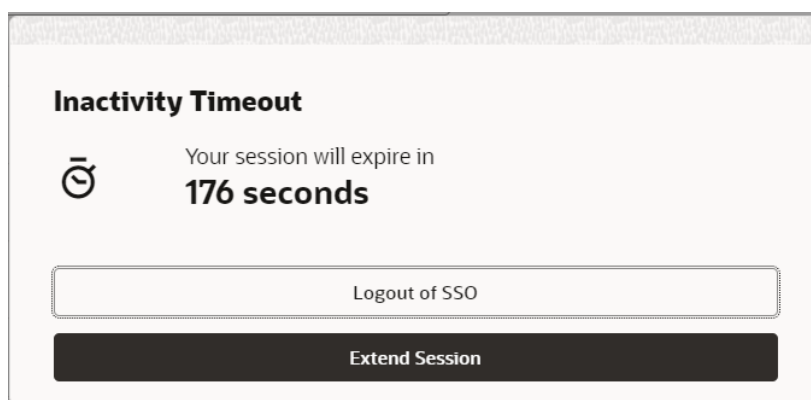 Inactivity Timeout
Your session will expire in
176 seconds
Logout of SSO
Extend Session